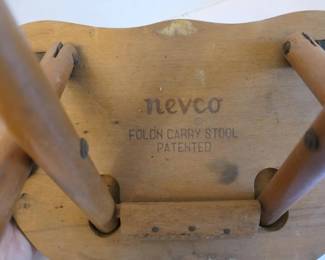 nevco
®
FOLDN CARRY STOOL
PATENTED